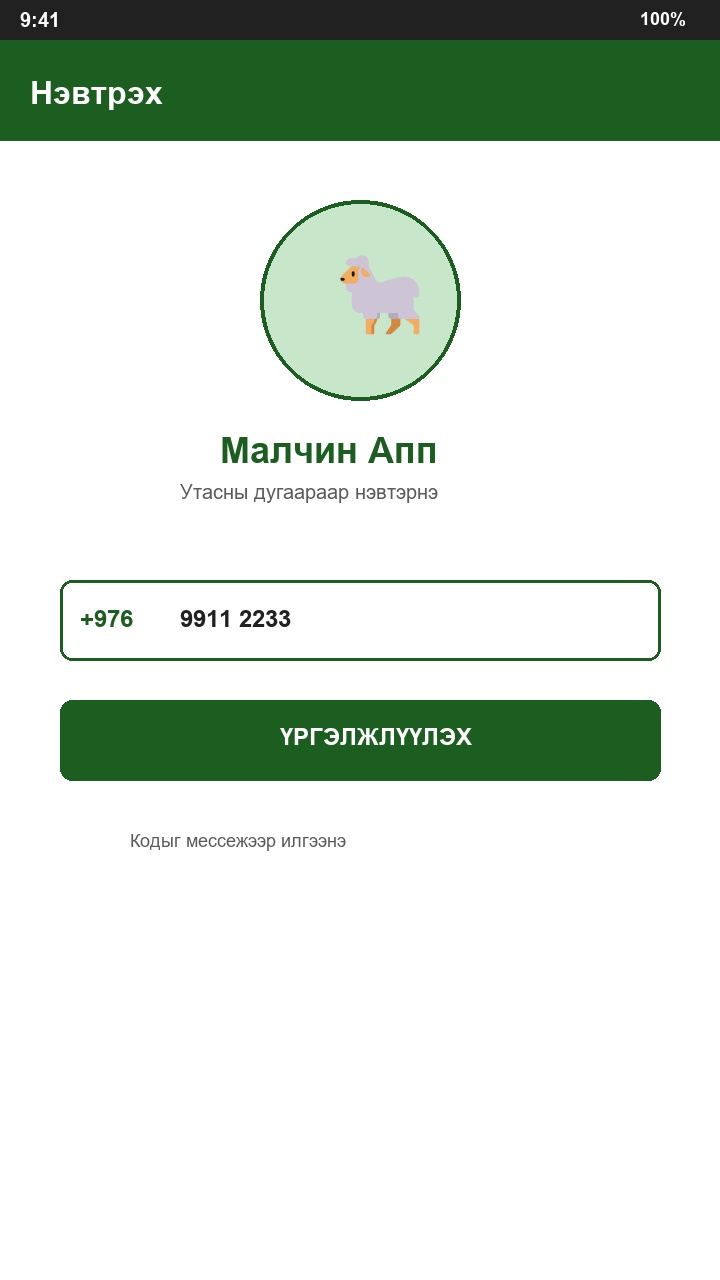 9:41 100%
Нэвтрэх
Малчин Апп
Утасны дугаараар нэвтэрнэ
+976 9911 2233
ҮРГЭЛЖЛҮҮЛЭХ
Кодыг мессежээр илгээнэ